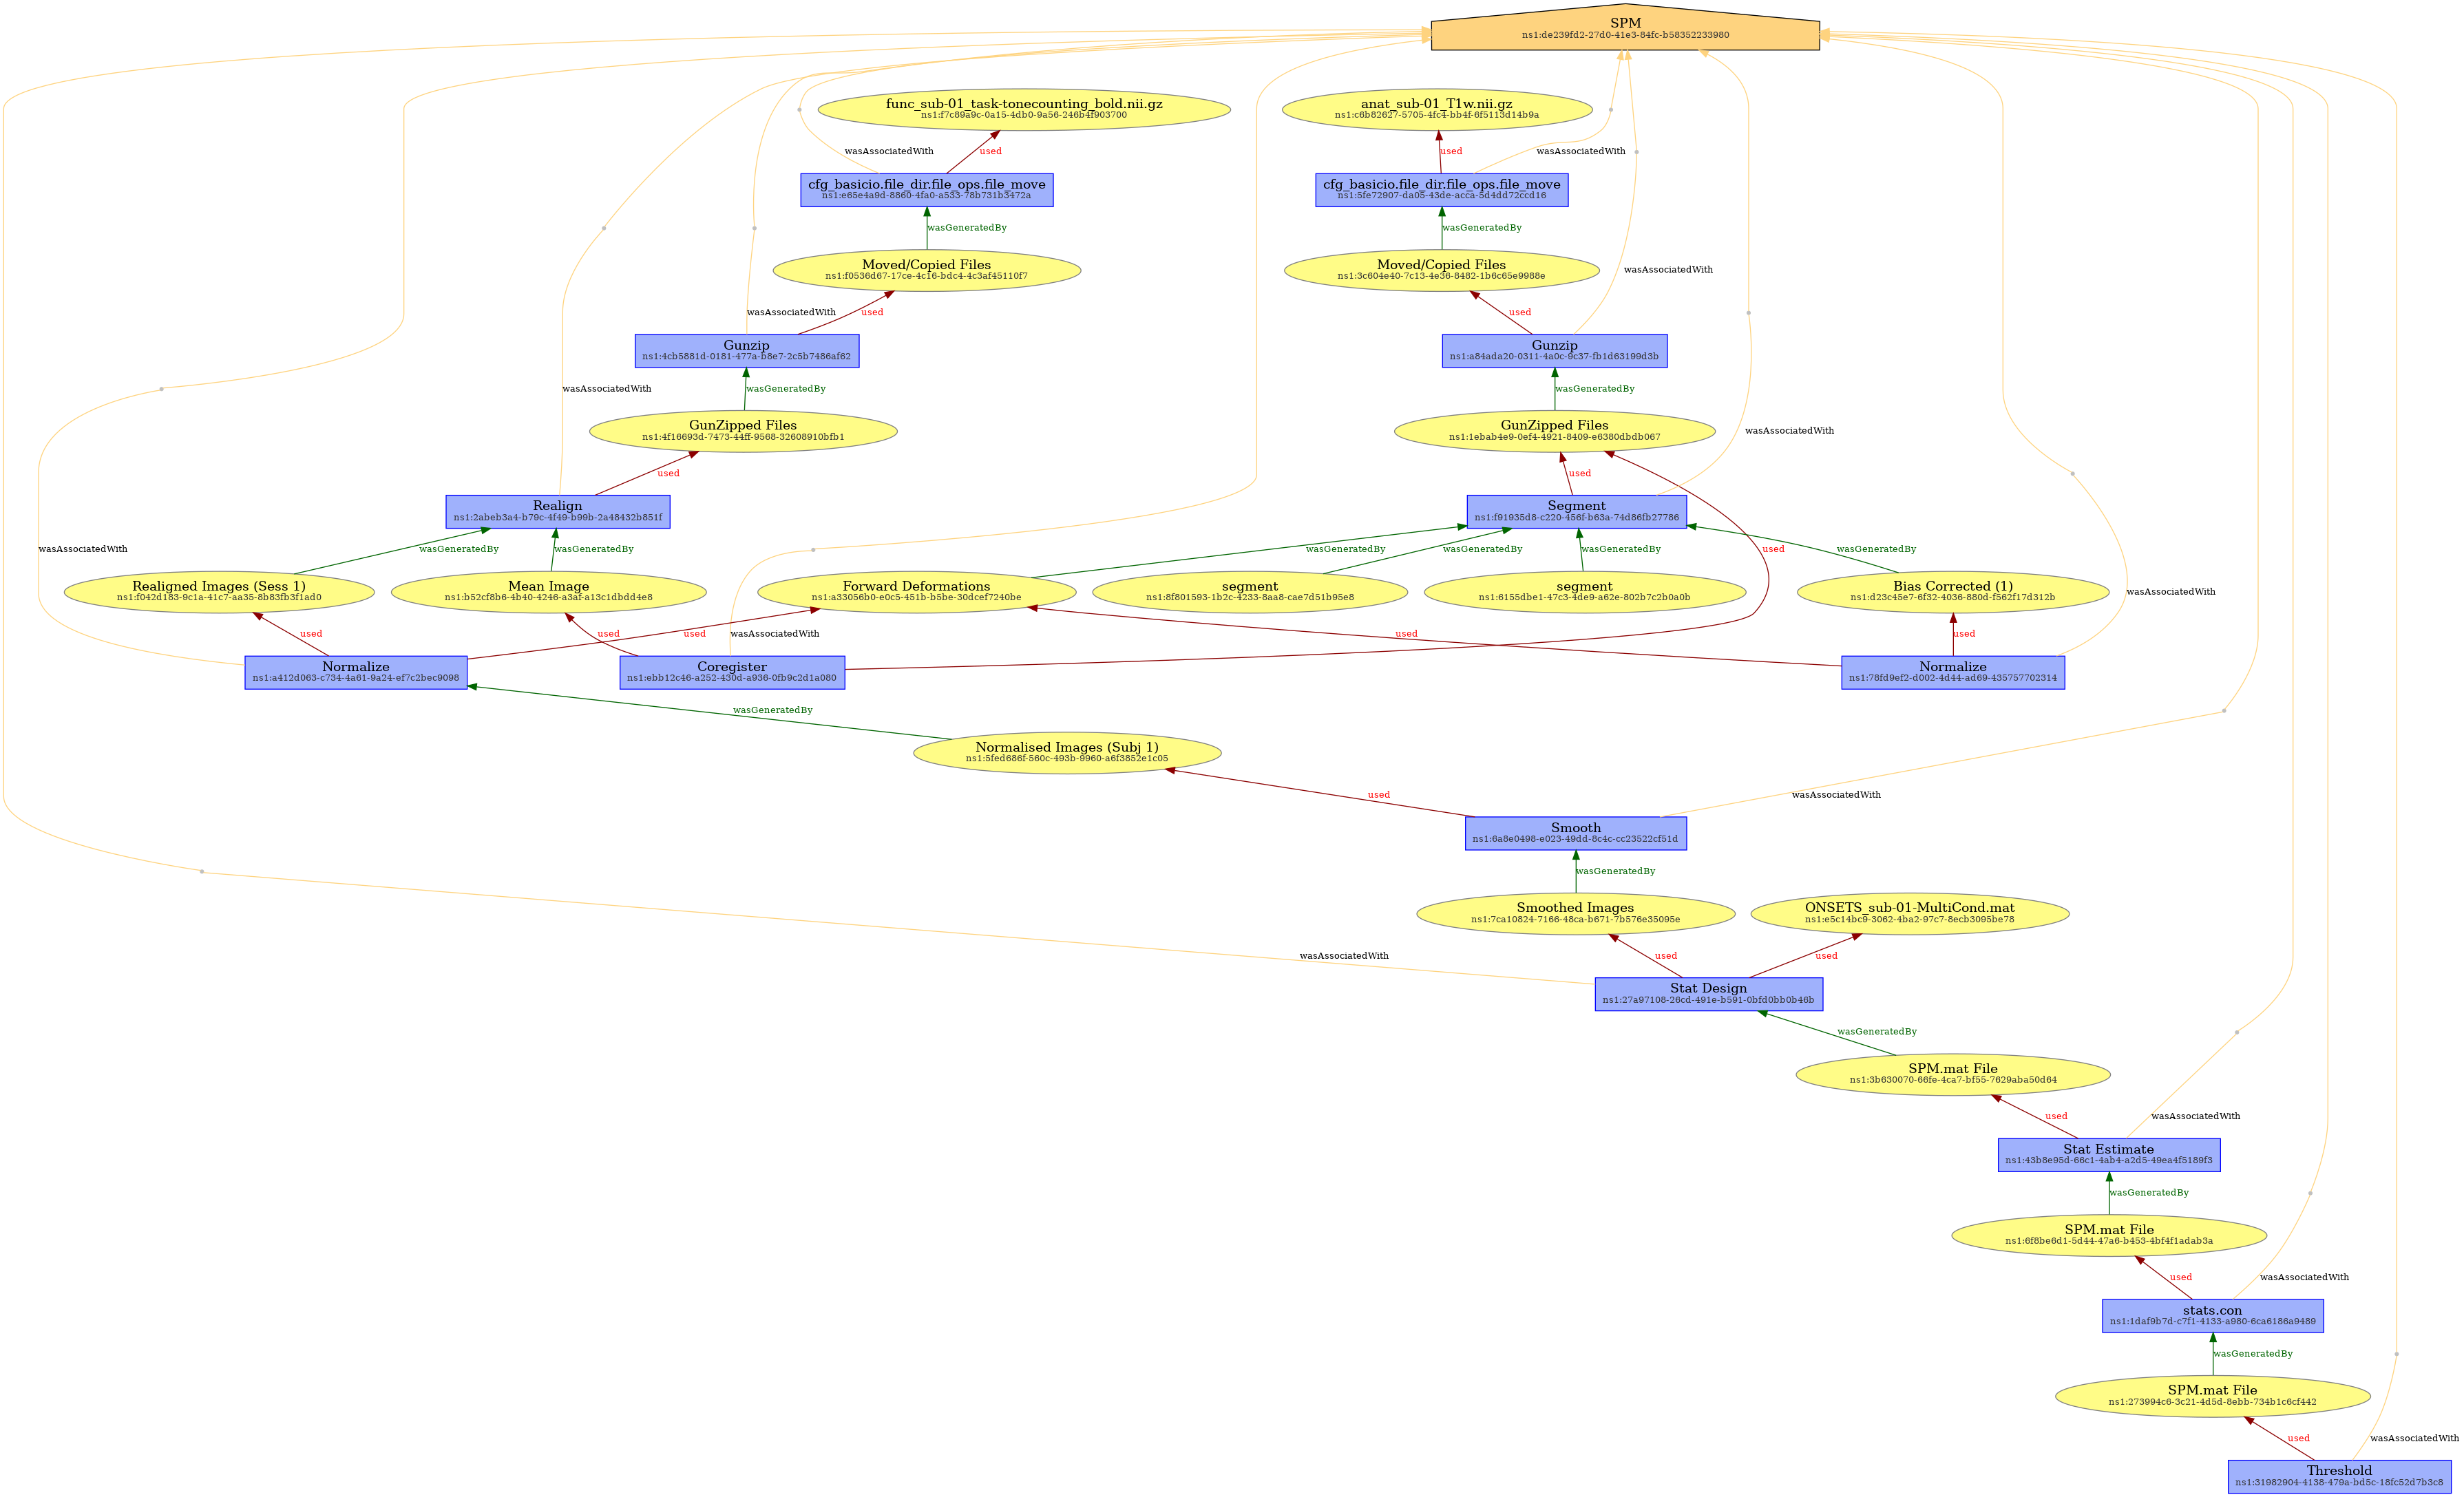 SPM
ns1:de239fd2-27d0-41e3-84fc-b58352233980
func_sub-01_task-tonecounting_bold.nii.gz
ns1:f7c89a9c-0a15-4db0-9a56-246b4f903700
anat_sub-01_T1w.nii.gz
ns1:c6b82627-5705-4fc4-bb4f-6f5113d14b9a
wasAssociatedWith
used
used
wasAssociatedWith
cfg_basicio.file_dir.file_ops.file_move
ns1:e65e4a9d-8860-4fa0-a533-78b731b3472a
cfg_basicio.file_dir.file_ops.file_move
ns1:5fe72907-da05-43de-acca-5d4dd72ccd16
wasGeneratedBy
wasGeneratedBy
Moved/Copied Files
ns1:f0536d67-17ce-4c16-bdc4-4c3af45110f7
Moved/Copied Files
ns1:3c604e40-7c13-4e36-8482-1b6c65e9988e
wasAssociatedWith
wasAssociatedWith
used
used
Gunzip
ns1:4cb5881d-0181-477a-b8e7-2c5b7486af62
Gunzip
ns1:a84ada20-0311-4a0c-9c37-fb1d63199d3b
wasAssociatedWith
wasGeneratedBy
wasGeneratedBy
GunZipped Files
ns1:4f16693d-7473-44ff-9568-32608910bfb1
GunZipped Files
ns1:1ebab4e9-0ef4-4921-8409-e6380dbdb067
wasAssociatedWith
used
used
Realign
ns1:2abeb3a4-b79c-4f49-b99b-2a48432b851f
Segment
ns1:f91935d8-c220-456f-b63a-74d86fb27786
wasAssociatedWith
wasGeneratedBy
wasGeneratedBy
wasGeneratedBy
wasGeneratedBy
wasGeneratedBy
used
wasGeneratedBy
Realigned Images (Sess 1)
ns1:f042d183-9c1a-41c7-aa35-8b83fb3f1ad0
Mean Image
ns1:b52cf8b6-4b40-4246-a3af-a13c1dbdd4e8
Forward Deformations
ns1:a33056b0-e0c5-451b-b5be-30dcef7240be
segment
ns1:8f801593-1b2c-4233-8aa8-cae7d51b95e8
segment
ns1:6155dbe1-47c3-4de9-a62e-802b7c2b0a0b
Bias Corrected (1)
ns1:d23c45e7-6f32-4036-880d-f562f17d312b
wasAssociatedWith
used
used
used
wasAssociatedWith
used
used
Normalize
ns1:a412d063-c734-4a61-9a24-ef7c2bec9098
Coregister
ns1:ebb12c46-a252-430d-a936-0fb9c2d1a080
Normalize
ns1:78fd9ef2-d002-4d44-ad69-435757702314
wasGeneratedBy
Normalised Images (Subj 1)
ns1:5fed686f-560c-493b-9960-a6f3852e1c05
used
wasAssociatedWith
Smooth
ns1:6a8e0498-e023-49dd-8c4c-cc23522cf51d
wasGeneratedBy
Smoothed Images
ns1:7ca10824-7166-48ca-b671-7b576e35095e
ONSETS_sub-01-MultiCond.mat
ns1:e5c14bc9-3062-4ba2-97c7-8ecb3095be78
wasAssociatedWith
used
used
Stat Design
ns1:27a97108-26cd-491e-b591-0bfd0bb0b46b
wasGeneratedBy
SPM.mat File
ns1:3b630070-66fe-4ca7-bf55-7629aba50d64
used
wasAssociatedWith
Stat Estimate
ns1:43b8e95d-66c1-4ab4-a2d5-49ea4f5189f3
wasGeneratedBy
SPM.mat File
ns1:6f8be6d1-5d44-47a6-b453-4bf4f1adab3a
used
wasAssociatedWith
stats.con
ns1:1daf9b7d-c7f1-4133-a980-6ca6186a9489
wasGeneratedBy
SPM.mat File
ns1:273994c6-3c21-4d5d-8ebb-734b1c6cf442
used
wasAssociatedWith
Threshold
ns1:31982904-4138-479a-bd5c-18fc52d7b3c8